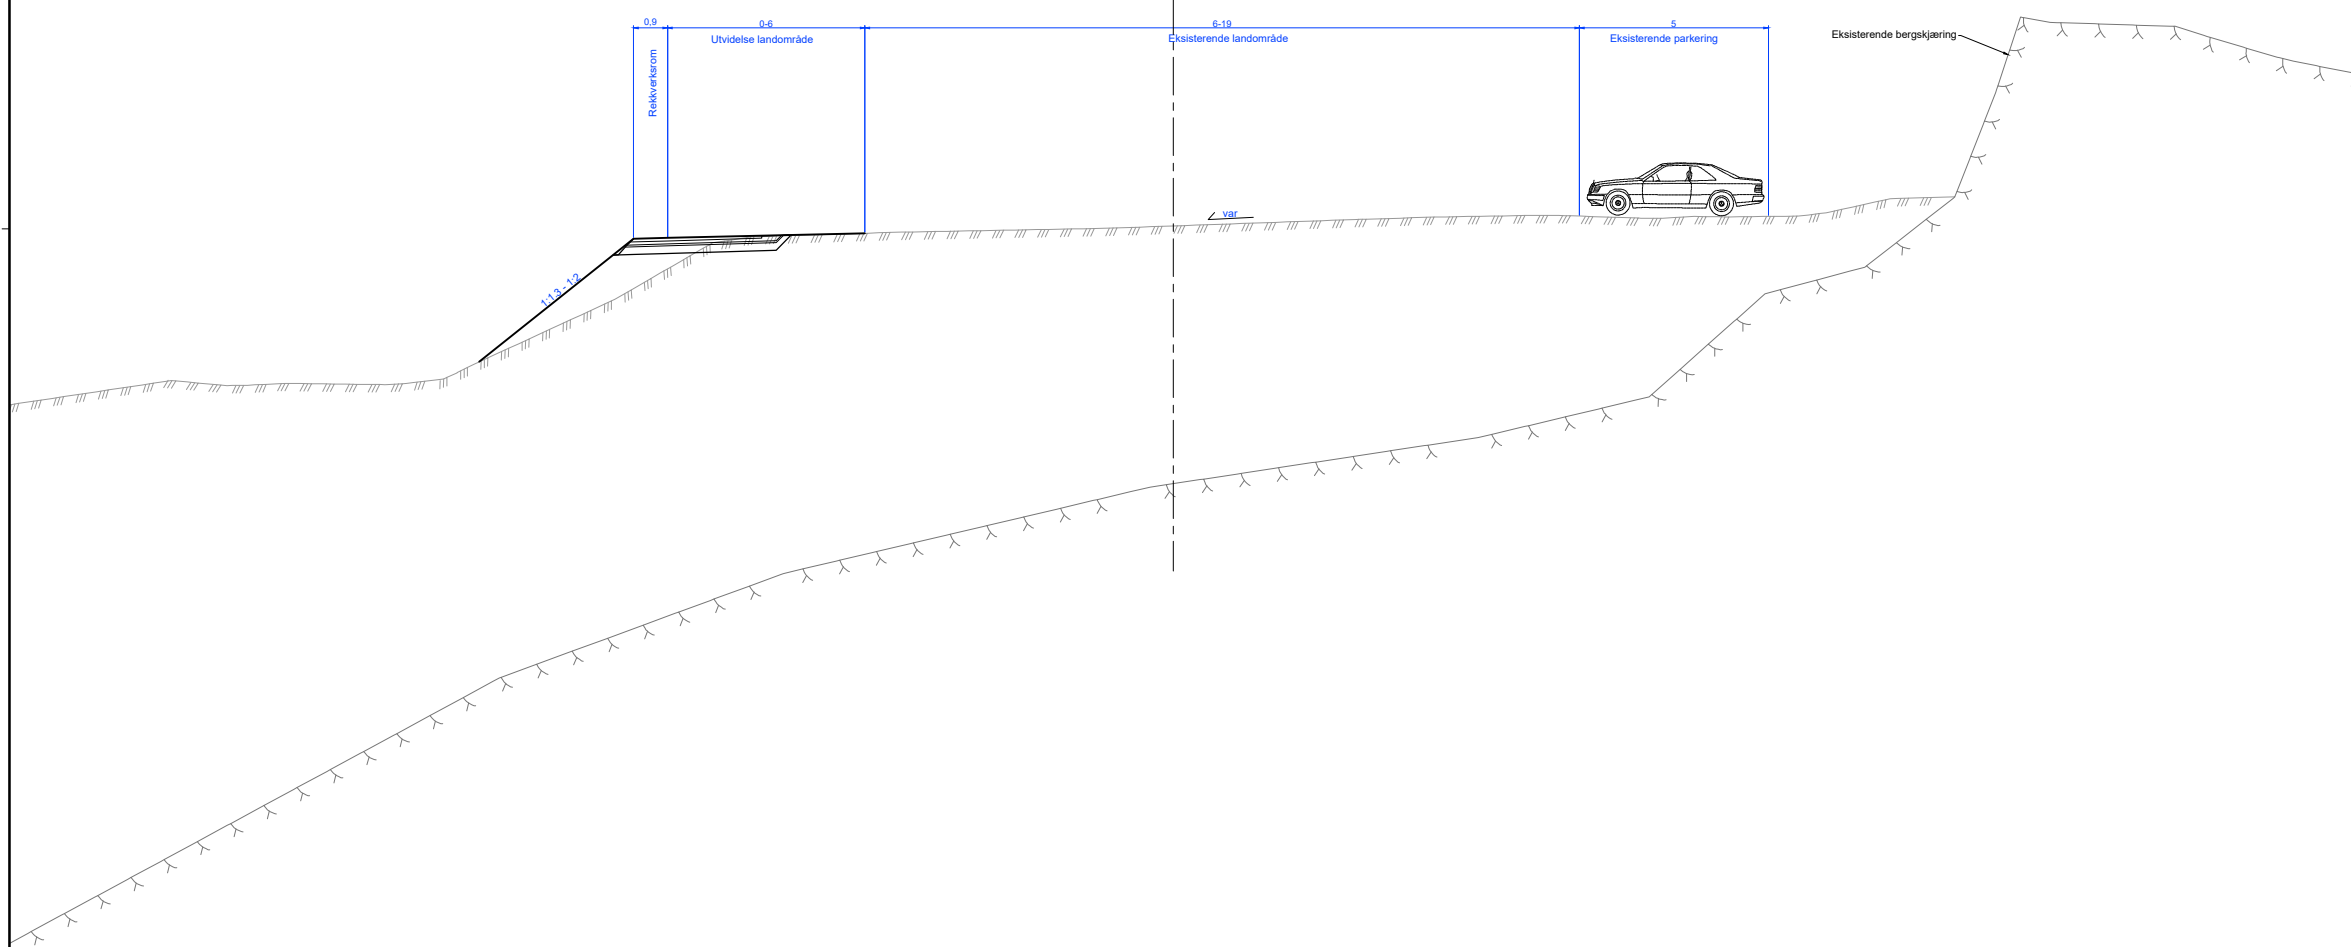 0,9
0-6
6-19
5
Utvidelse landområde
Eksisterende landområde
Eksisterende parkering
Eksisterende bergskjæring
Rekkverksrom
var
1:1.3 - 1:2